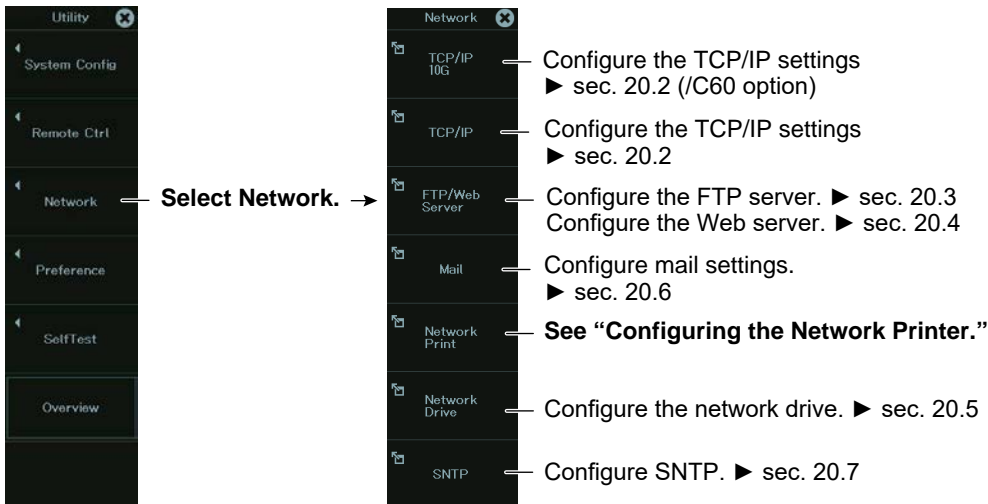 Utility
System Config
Remote Ctrl
Network
Preference
SelfTest
Overview
Select Network.
Network
TCP/IP
10G
Configure the TCP/IP settings
► sec. 20.2 (/C60 option)
TCP/IP
Configure the TCP/IP settings
► sec. 20.2
FTP/Web
Server
Configure the FTP server. ► sec. 20.3
Configure the Web server. ► sec. 20.4
Mail
Configure mail settings.
► sec. 20.6
Network
Print
See “Configuring the Network Printer.”
Network
Drive
Configure the network drive. ► sec. 20.5
SNTP
Configure SNTP. ► sec. 20.7